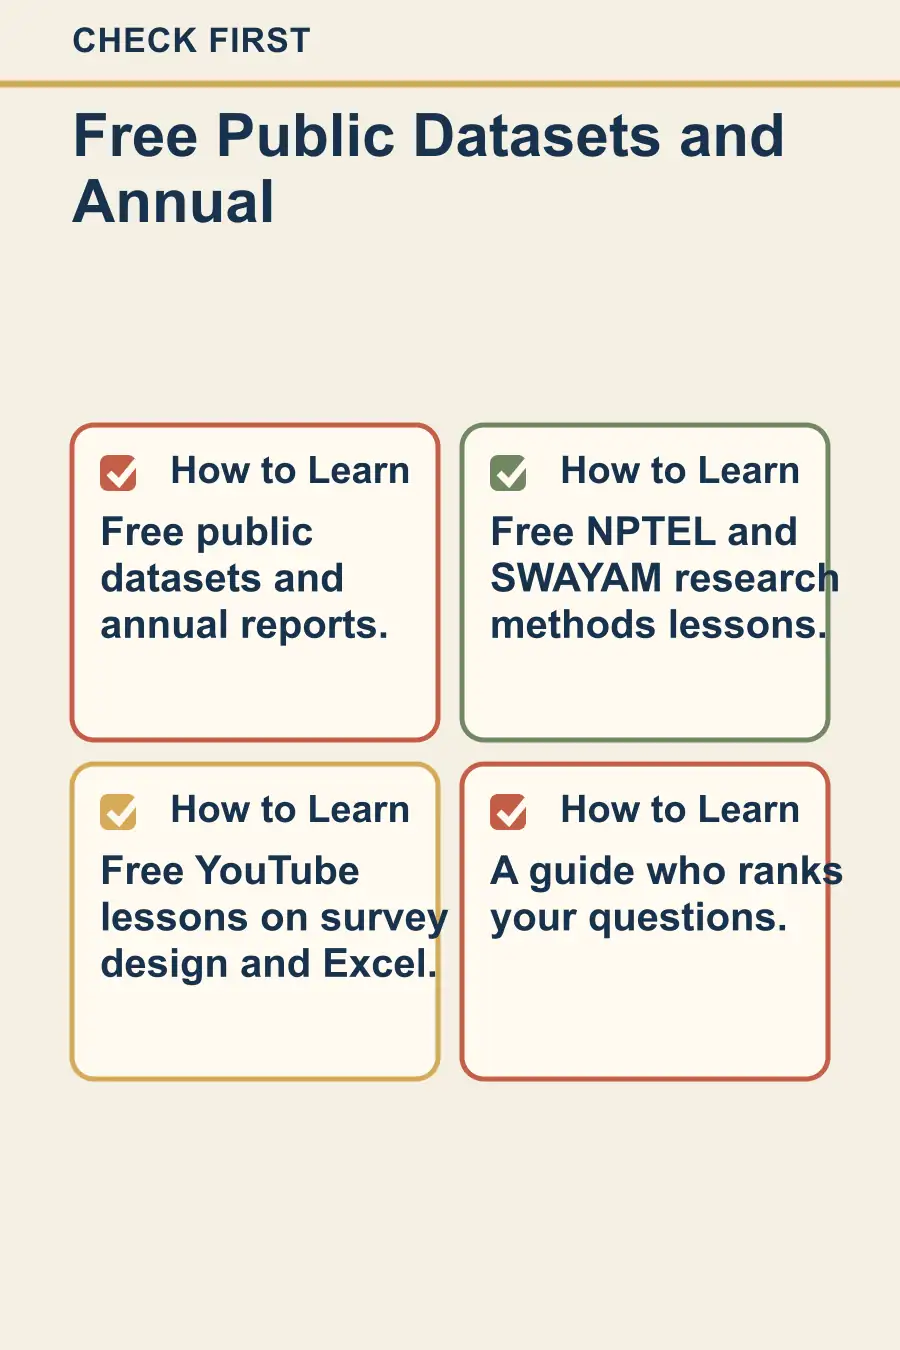 CHECK FIRST
Free Public Datasets and
Annual
How to Learn
Free public
datasets and
annual reports.
How to Learn
Free NPTEL and
SWAYAM research
methods lessons.
How to Learn
Free YouTube
lessons on survey
design and Excel.
How to Learn
A guide who ranks
your questions.